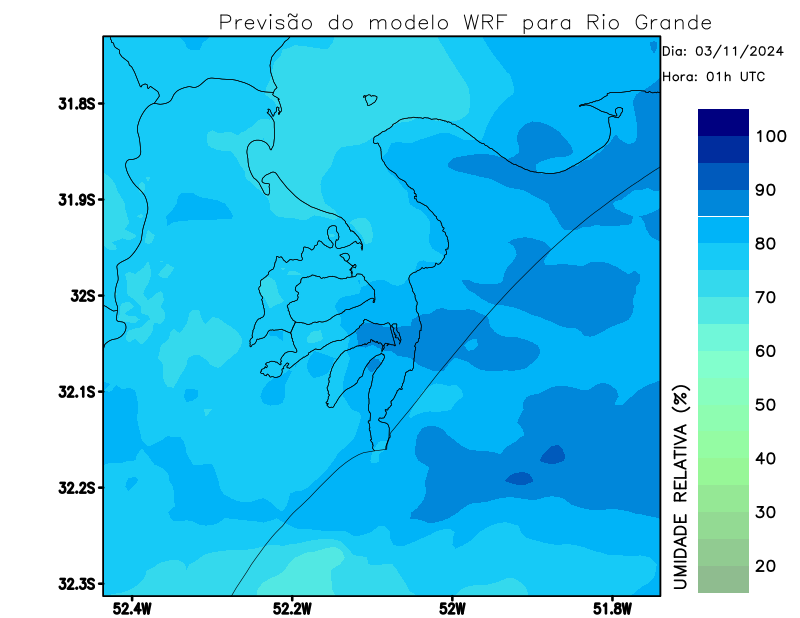 Previsão do modelo WRF para Rio Grande
Dia: 03/11/2024
Hora: 01h UTC
31.8S
31.9S
32S
32.1S
32.2S
32.3S
52.4W
52.2W
52W
51.8W
100
90
80
70
60
50
40
30
20
UMIDADE RELATIVA (%)